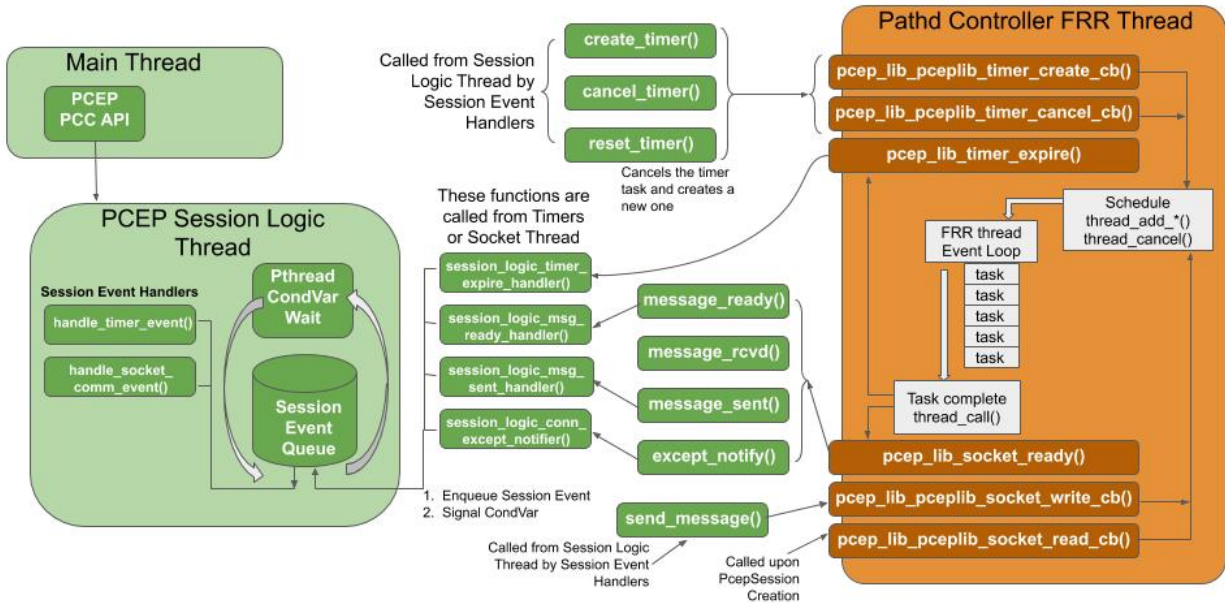 Main Thread
PCEP
PCC API
PCEP Session Logic
Thread
Session Event Handlers
handle_timer_event()
handle_socket_
comm_event()
Pthread
CondVar
Wait
Session
Event
Queue
Called from Session
Logic Thread by
Session Event
Handlers
create_timer()
cancel_timer()
reset_timer()
Cancels the timer
task and creates a
new one
These functions are
called from Timers
or Socket Thread
session_logic_timer_
expire_handler()
session_logic_msg_
ready_handler()
session_logic_msg_
sent_handler()
session_logic_conn_
except_notifier()
1. Enqueue Session Event
2. Signal CondVar
message_ready()
message_rcvd()
message_sent()
except_notify()
send_message()
Called from Session Logic
Thread by Session Event
Handlers
Called upon
PcepSession
Creation
Pathd Controller FRR Thread
pcep_lib_pceplib_timer_create_cb()
pcep_lib_pceplib_timer_cancel_cb()
pcep_lib_timer_expire()
Schedule
thread_add_*()
thread_cancel()
FRR thread
Event Loop
task
task
task
task
task
Task complete
thread_call()
pcep_lib_socket_ready()
pcep_lib_pceplib_socket_write_cb()
pcep_lib_pceplib_socket_read_cb()